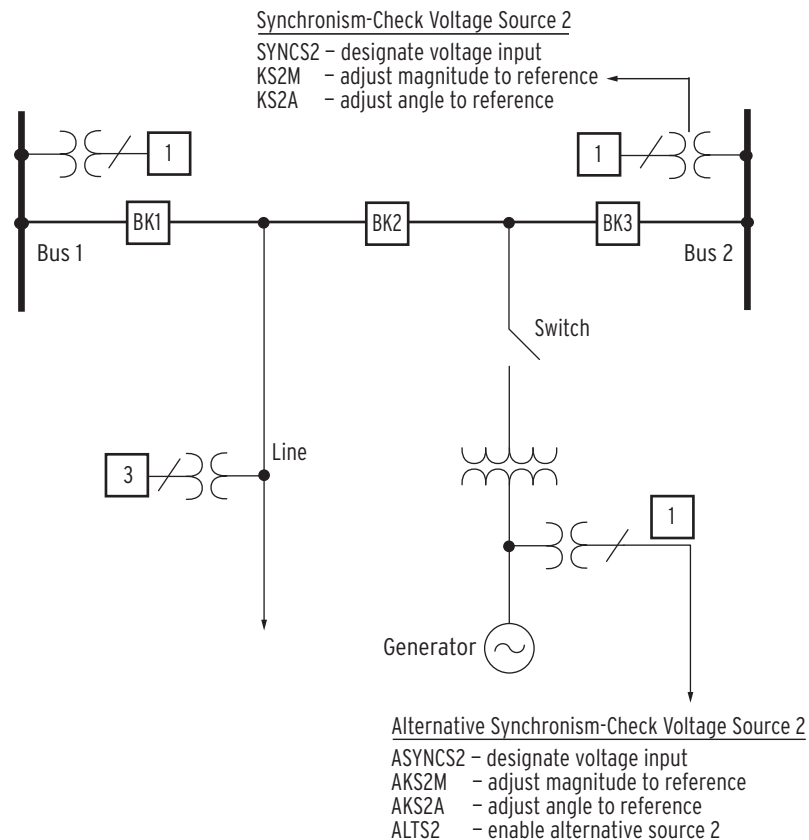 Synchronism-Check Voltage Source 2
SYNCS2 – designate voltage input
KS2M – adjust magnitude to reference
KS2A – adjust angle to reference
1
1
BK1
BK2
BK3
Bus 1
Bus 2
Switch
Line
3
1
Generator
Alternative Synchronism-Check Voltage Source 2
ASYNCS2 – designate voltage input
AKS2M – adjust magnitude to reference
AKS2A – adjust angle to reference
ALTS2 – enable alternative source 2